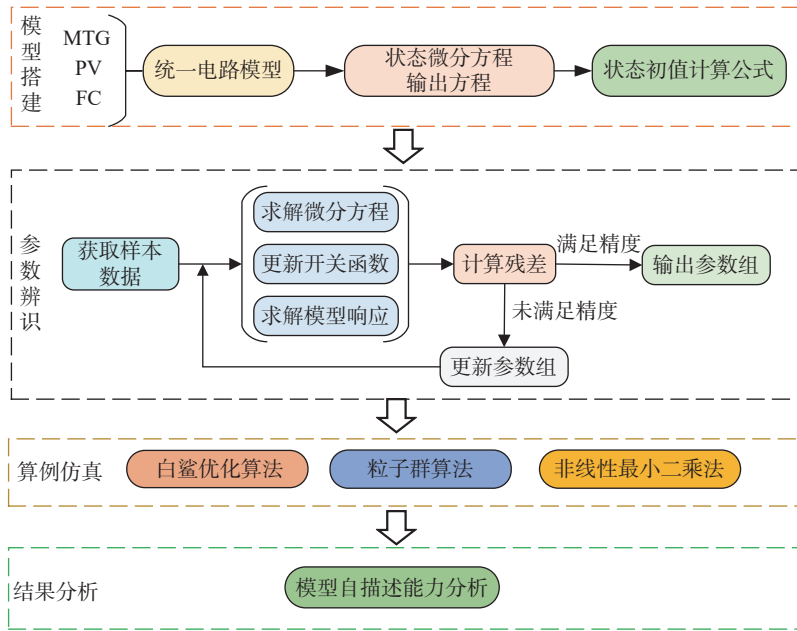 模型搭建
MTG
PV
FC
统一电路模型
状态微分方程
输出方程
状态初值计算公式
参数辨识
获取样本
数据
求解微分方程
更新开关函数
求解模型响应
计算残差
满足精度
输出参数组
未满足精度
更新参数组
算例仿真
白鲨优化算法
粒子群算法
非线性最小二乘法
结果分析
模型自描述能力分析